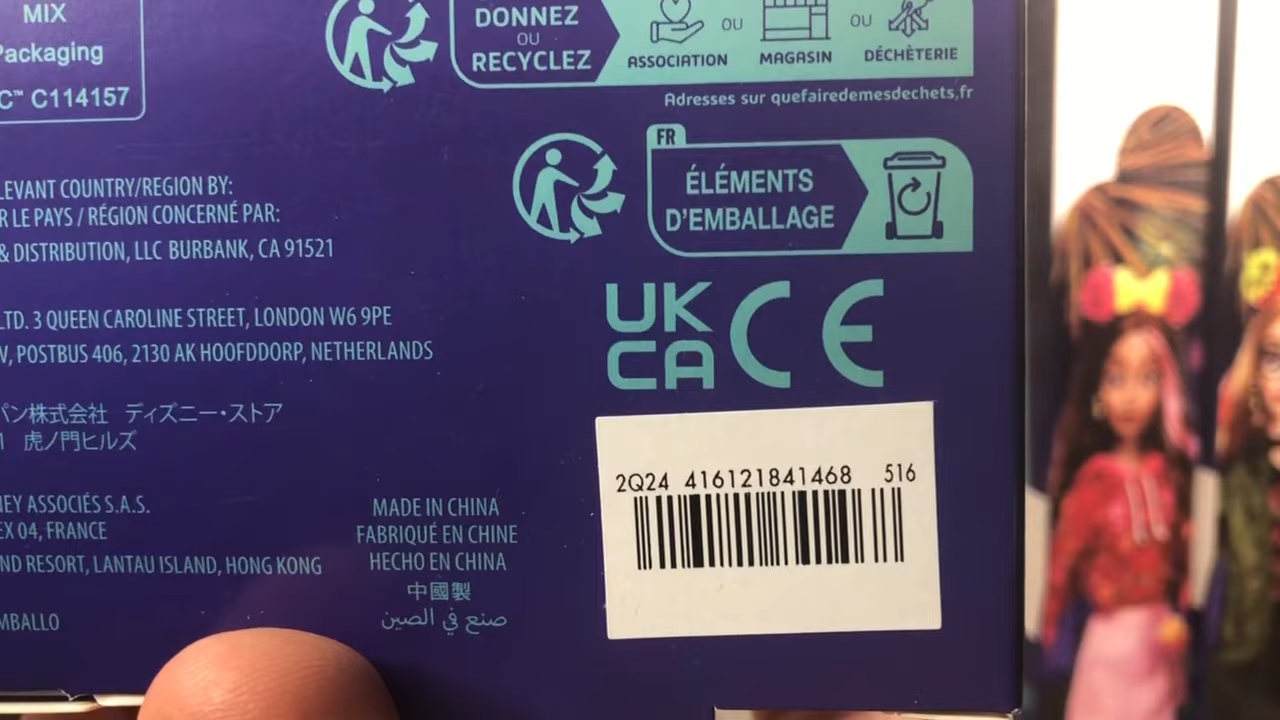 MIX
Packaging
C™ C114157
DONNEZ
OU
RECYCLEZ
ASSOCIATION
OU
MAGASIN
OU
DÉCHÈTERIE
Adresses sur quefairedemesdechets.fr
FR
ÉLÉMENTS
D'EMBALLAGE
LEVANT COUNTRY/REGION BY:
R LE PAYS / RÉGION CONCERNÉ PAR:
& DISTRIBUTION, LLC BURBANK, CA 91521
LTD. 3 QUEEN CAROLINE STREET, LONDON W6 9PE
V, POSTBUS 406, 2130 AK HOOFDDORP, NETHERLANDS
パン株式会社 ディズニー・ストア
虎ノ門ヒルズ
UK
CA
CE
2Q24 416121841468 516
NEY ASSOCIÉS S.A.S.
EX 04, FRANCE
ND RESORT, LANTAU ISLAND, HONG KONG
MBALLO
MADE IN CHINA
FABRIQUÉ EN CHINE
HECHO EN CHINA
中國製
صنع في الصين